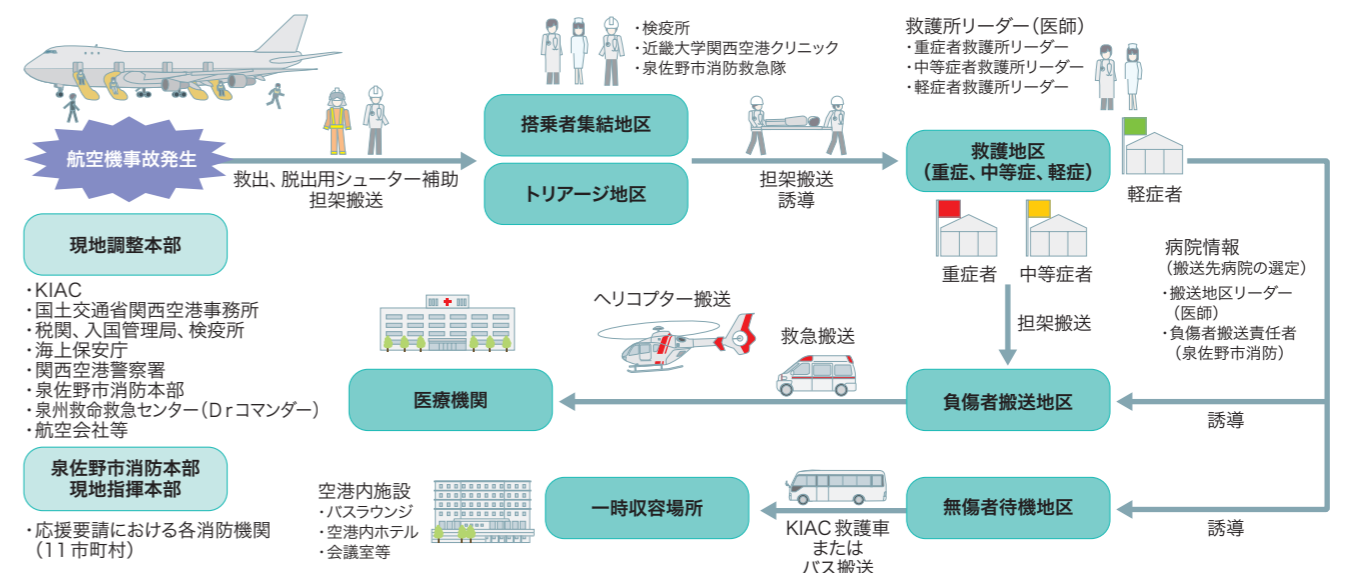 ・検疫所
・近畿大学関西空港クリニック
・泉佐野市消防救急隊
救護所リーダー（医師）
・重症者救護所リーダー
・中等症者救護所リーダー
・軽症者救護所リーダー
航空機事故発生
救出、脱出用シューター補助
担架搬送
搭乗者集結地区
トリアージ地区
担架搬送
誘導
救護地区
（重症、中等症、軽症）
軽症者
重症者
中等症者
担架搬送
病院情報
（搬送先病院の選定）
・搬送地区リーダー
（医師）
・負傷者搬送責任者
（泉佐野市消防）
現地調整本部
・KIAC
・国土交通省関西空港事務所
・税関、入国管理局、検疫所
・海上保安庁
・関西空港警察署
・泉佐野市消防本部
・泉州救命救急センター（Ｄｒコマンダー）
・航空会社等
ヘリコプター搬送
救急搬送
医療機関
負傷者搬送地区
誘導
泉佐野市消防本部
現地指揮本部
・応援要請における各消防機関
（11市町村）
空港内施設
・バスラウンジ
・空港内ホテル
・会議室等
一時収容場所
KIAC救護車
または
バス搬送
無傷者待機地区
誘導